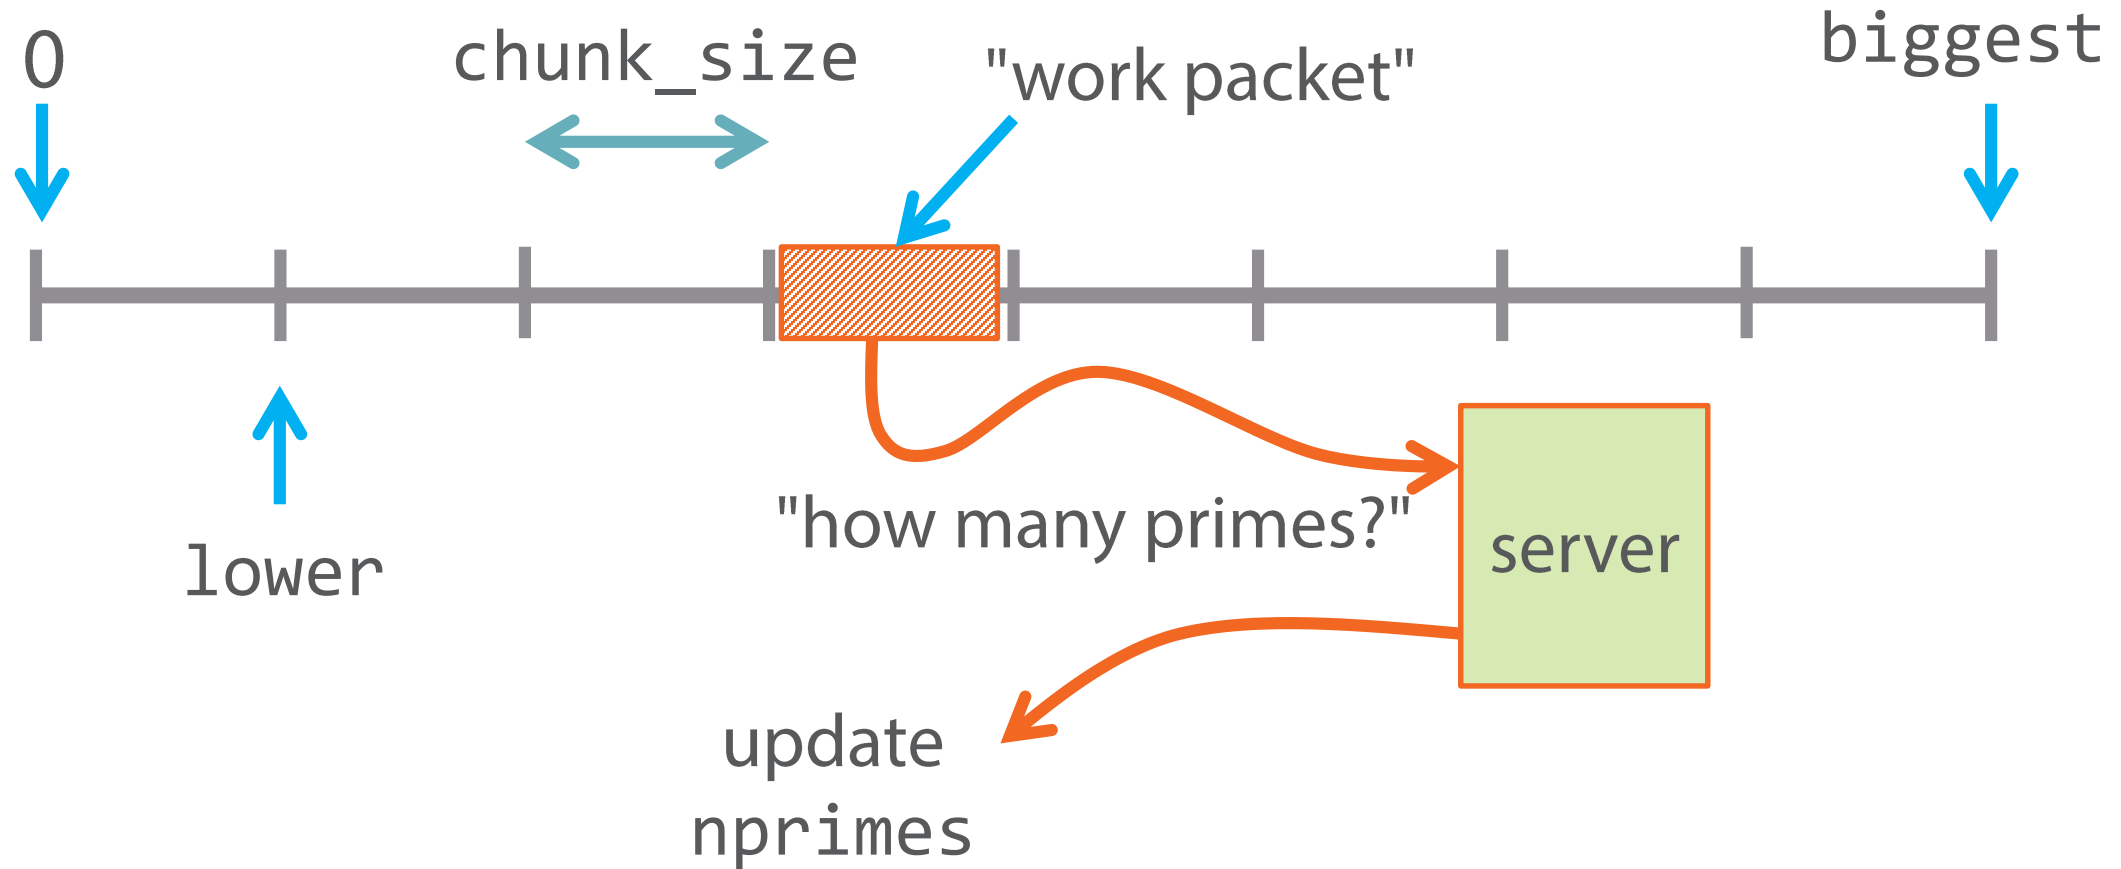 0
chunk_size
"work packet"
biggest
lower
"how many primes?"
server
update
nprimes